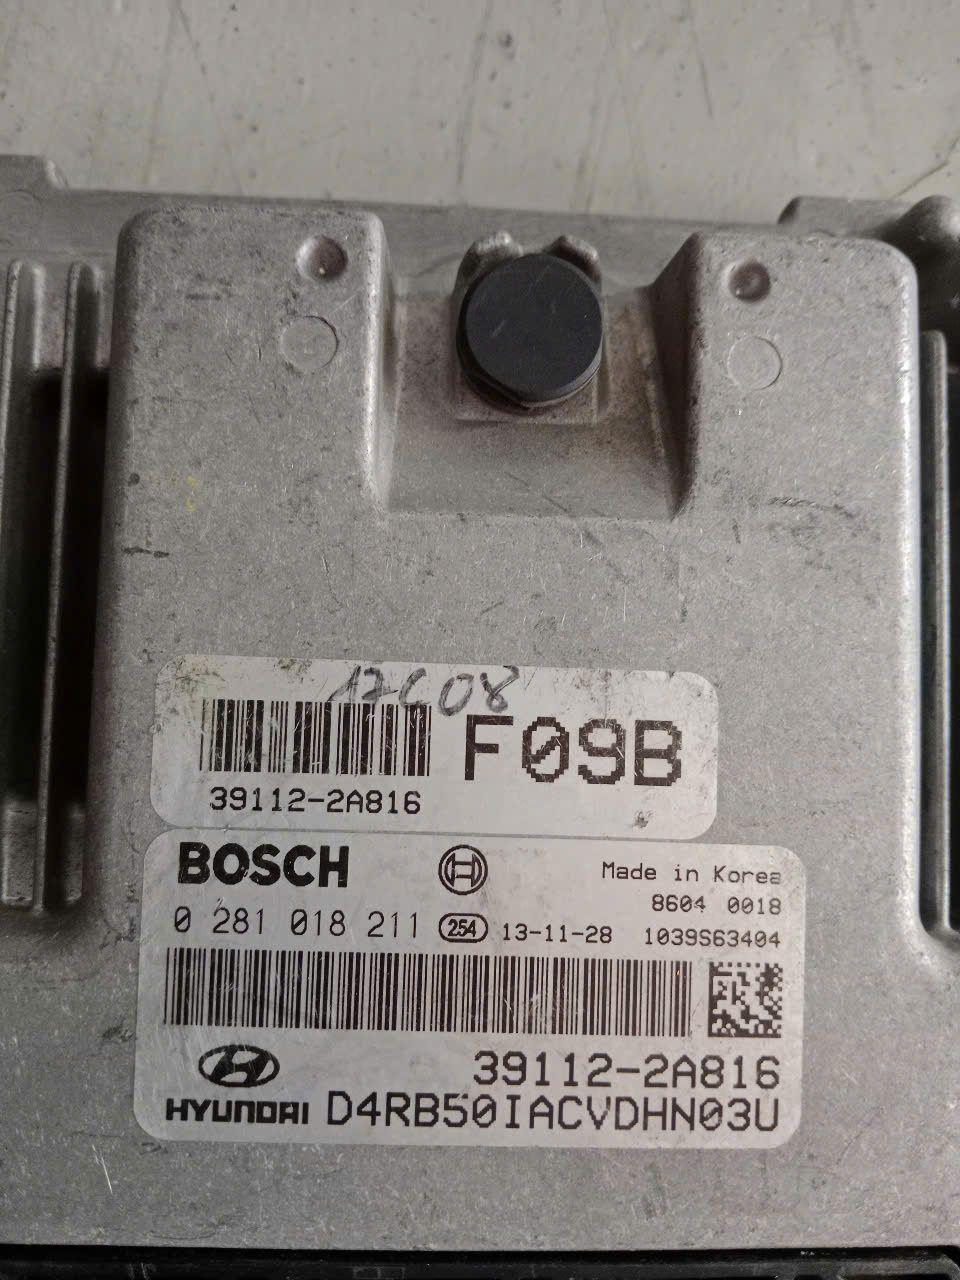 17C08
F09B
39112-2A816
BOSCH
Made in Korea
8604 0018
0 281 018 211 254 13-11-28 1039S63404
39112-2A816
HYUNDAI D4RB50IACVDHN03U